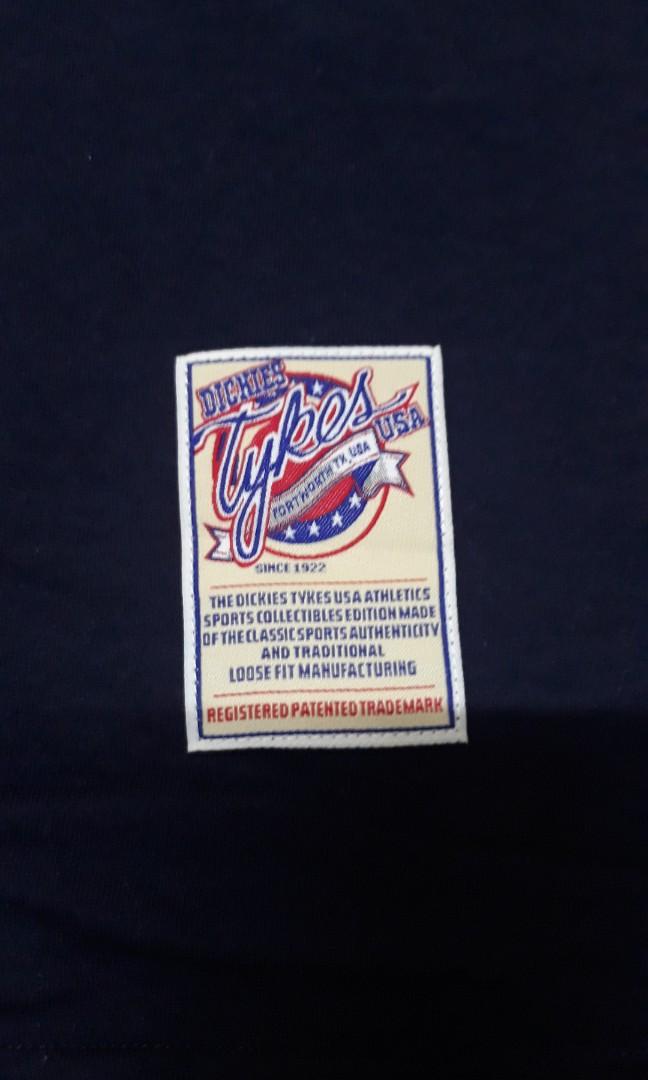 DICKIES
Tykes
USA
FORT WORTH TX, USA
SINCE 1922
THE DICKIES TYKES USA ATHLETICS
SPORTS COLLECTIBLES EDITION MADE
OF THE CLASSIC SPORTS AUTHENTICITY
AND TRADITIONAL
LOOSE FIT MANUFACTURING
REGISTERED PATENTED TRADEMARK